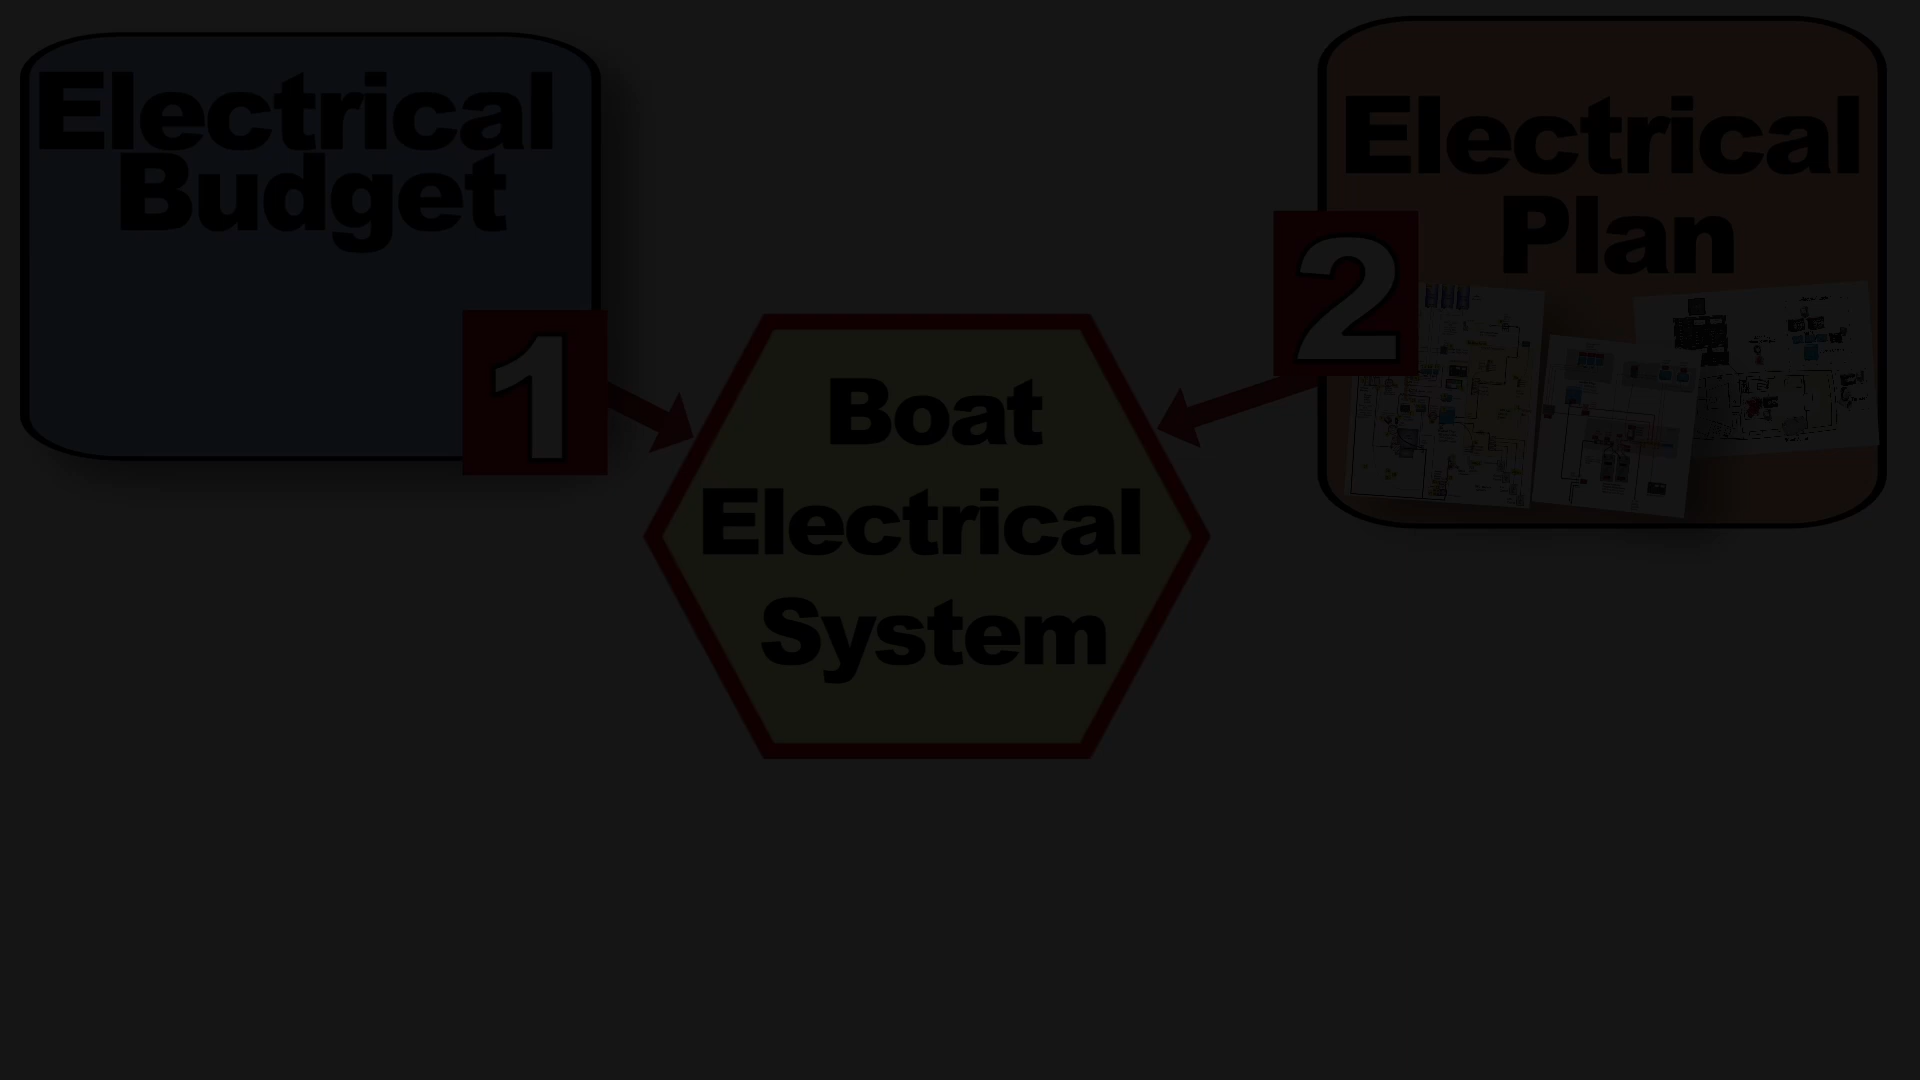 Electrical
Budget
1
Electrical
Plan
2
Boat
Electrical
System